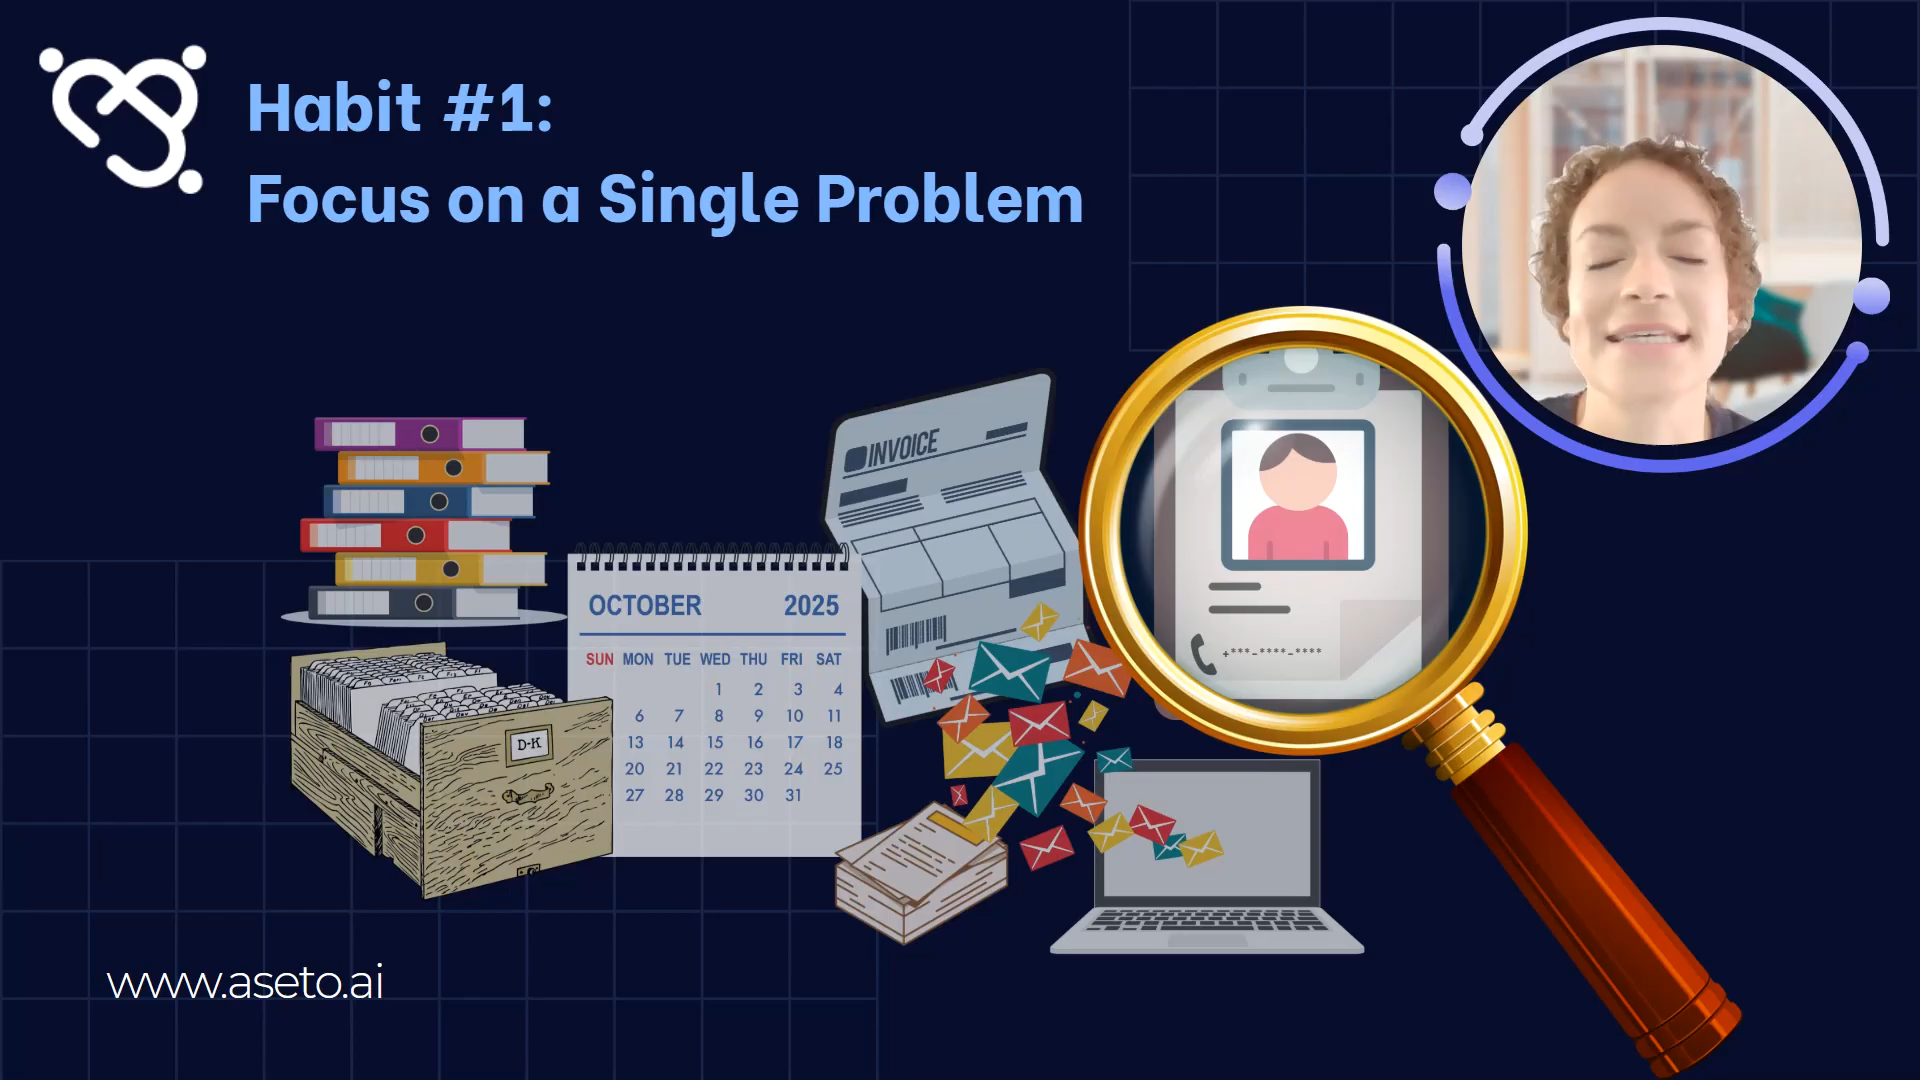 Habit #1:
Focus on a Single Problem
INVOICE
OCTOBER 2025
SUN MON TUE WED THU FRI SAT
1 2 3 4
6 7 8 9 10 11
13 14 15 16 17 18
20 21 22 23 24 25
27 28 29 30 31
D-K
+***-****-****
www.aseto.ai